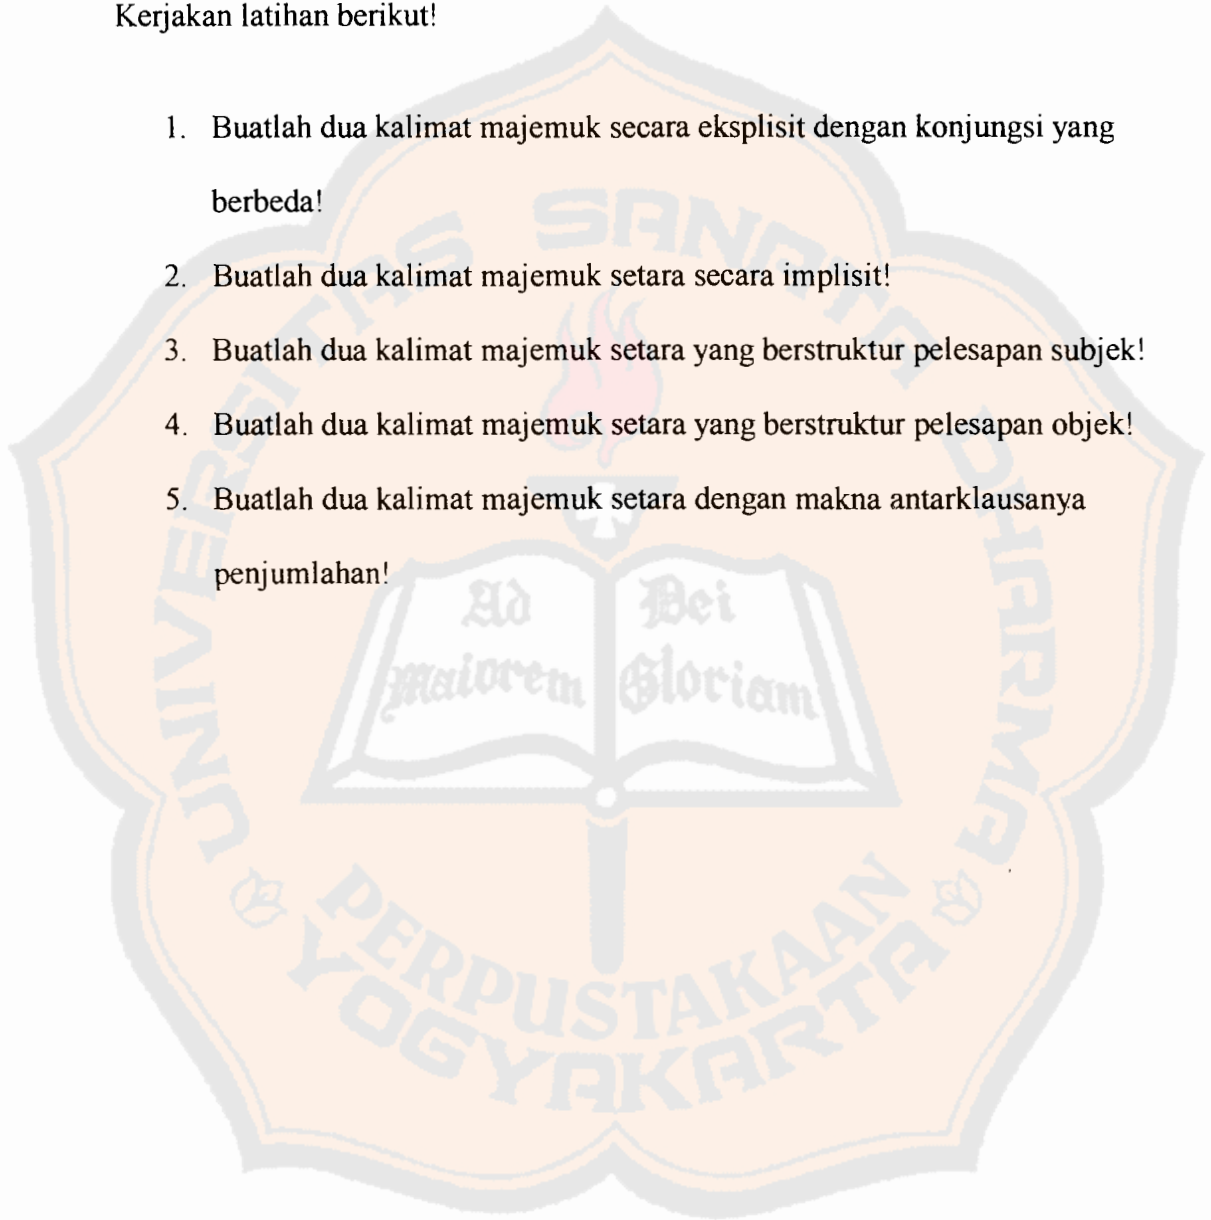 Kerjakan latihan berikut!
1. Buatlah dua kalimat majemuk secara eksplisit dengan konjungsi yang
berbeda!
2. Buatlah dua kalimat majemuk setara secara implisit!
3. Buatlah dua kalimat majemuk setara yang berstruktur pelesapan subjek!
4. Buatlah dua kalimat majemuk setara yang berstruktur pelesapan objek!
5. Buatlah dua kalimat majemuk setara dengan makna antarklausanya
penjumlahan!
UNIVERSITAS SANATA DHARMA
Ad Dei
maiorem Gloriam
PERPUSTAKAAN
YOGYAKARTA